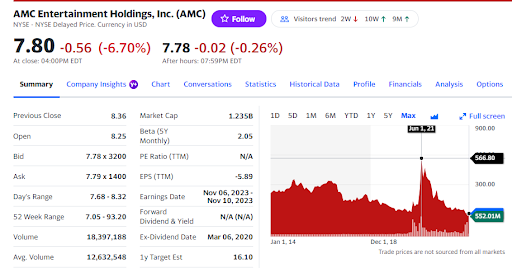 AMC Entertainment Holdings, Inc. (AMC)
NYSE - NYSE Delayed Price. Currency in USD
Follow
Visitors trend 2W ↓ 10W ↑ 9M ↑
7.80 -0.56 (-6.70%) 7.78 -0.02 (-0.26%)
At close: 04:00PM EDT After hours: 07:59PM EDT
Summary Company Insights Chart Conversations Statistics Historical Data Profile Financials Analysis Options
Previous Close 8.36
Open 8.25
Bid 7.78 x 3200
Ask 7.79 x 1400
Day's Range 7.68 - 8.32
52 Week Range 7.05 - 93.20
Volume 18,397,188
Avg. Volume 12,632,548
Market Cap 1.235B
Beta (5Y Monthly) 2.05
PE Ratio (TTM) N/A
EPS (TTM) -5.89
Earnings Date Nov 06, 2023 - Nov 10, 2023
Forward Dividend & Yield N/A (N/A)
Ex-Dividend Date Mar 06, 2020
1y Target Est 16.10
1D 5D 1M 6M YTD 1Y 5Y Max Full screen
Jun 1, 21
900.00
566.80
300.00
552.01M
Jan 1, 14 Dec 1, 18
Trade prices are not sourced from all markets